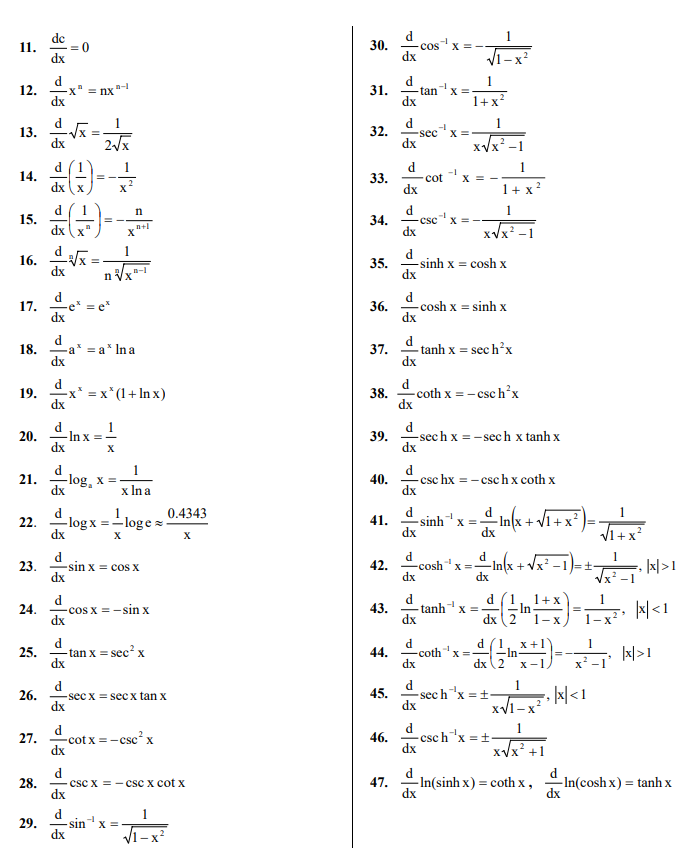 11. dc/dx = 0
12. d/dx xⁿ = nxⁿ⁻¹
13. d/dx √x = 1/(2√x)
14. d/dx (1/x) = −1/x²
15. d/dx (1/xⁿ) = −n/xⁿ⁺¹
16. d/dx ⁿ√x = 1/(n ⁿ√xⁿ⁻¹)
17. d/dx eˣ = eˣ
18. d/dx aˣ = aˣ ln a
19. d/dx xˣ = xˣ(1 + ln x)
20. d/dx ln x = 1/x
21. d/dx logₐ x = 1/(x ln a)
22. d/dx log x = 1/x log e ≈ 0.4343/x
23. d/dx sin x = cos x
24. d/dx cos x = −sin x
25. d/dx tan x = sec² x
26. d/dx sec x = sec x tan x
27. d/dx cot x = −csc² x
28. d/dx csc x = −csc x cot x
29. d/dx sin⁻¹ x = 1/√(1−x²)
30. d/dx cos⁻¹ x = −1/√(1−x²)
31. d/dx tan⁻¹ x = 1/(1+x²)
32. d/dx sec⁻¹ x = 1/(x√(x²−1))
33. d/dx cot ⁻¹ x = −1/(1 + x²)
34. d/dx csc⁻¹ x = −1/(x√(x²−1))
35. d/dx sinh x = cosh x
36. d/dx cosh x = sinh x
37. d/dx tanh x = sec h²x
38. d/dx coth x = −csc h²x
39. d/dx sec h x = −sec h x tanh x
40. d/dx csc hx = −csc h x coth x
41. d/dx sinh⁻¹ x = d/dx ln(x + √(1+x²)) = 1/√(1+x²)
42. d/dx cosh⁻¹ x = d/dx ln(x + √(x²−1)) = ±1/√(x²−1), |x| > 1
43. d/dx tanh⁻¹ x = d/dx (1/2 ln (1+x)/(1−x)) = 1/(1−x²), |x| < 1
44. d/dx coth⁻¹ x = d/dx (1/2 ln (x+1)/(x−1)) = −1/(x²−1), |x| > 1
45. d/dx sec h⁻¹x = ±1/(x√(1−x²)), |x| < 1
46. d/dx csc h⁻¹x = ±1/(x√(x²+1))
47. d/dx ln(sinh x) = coth x , d/dx ln(cosh x) = tanh x